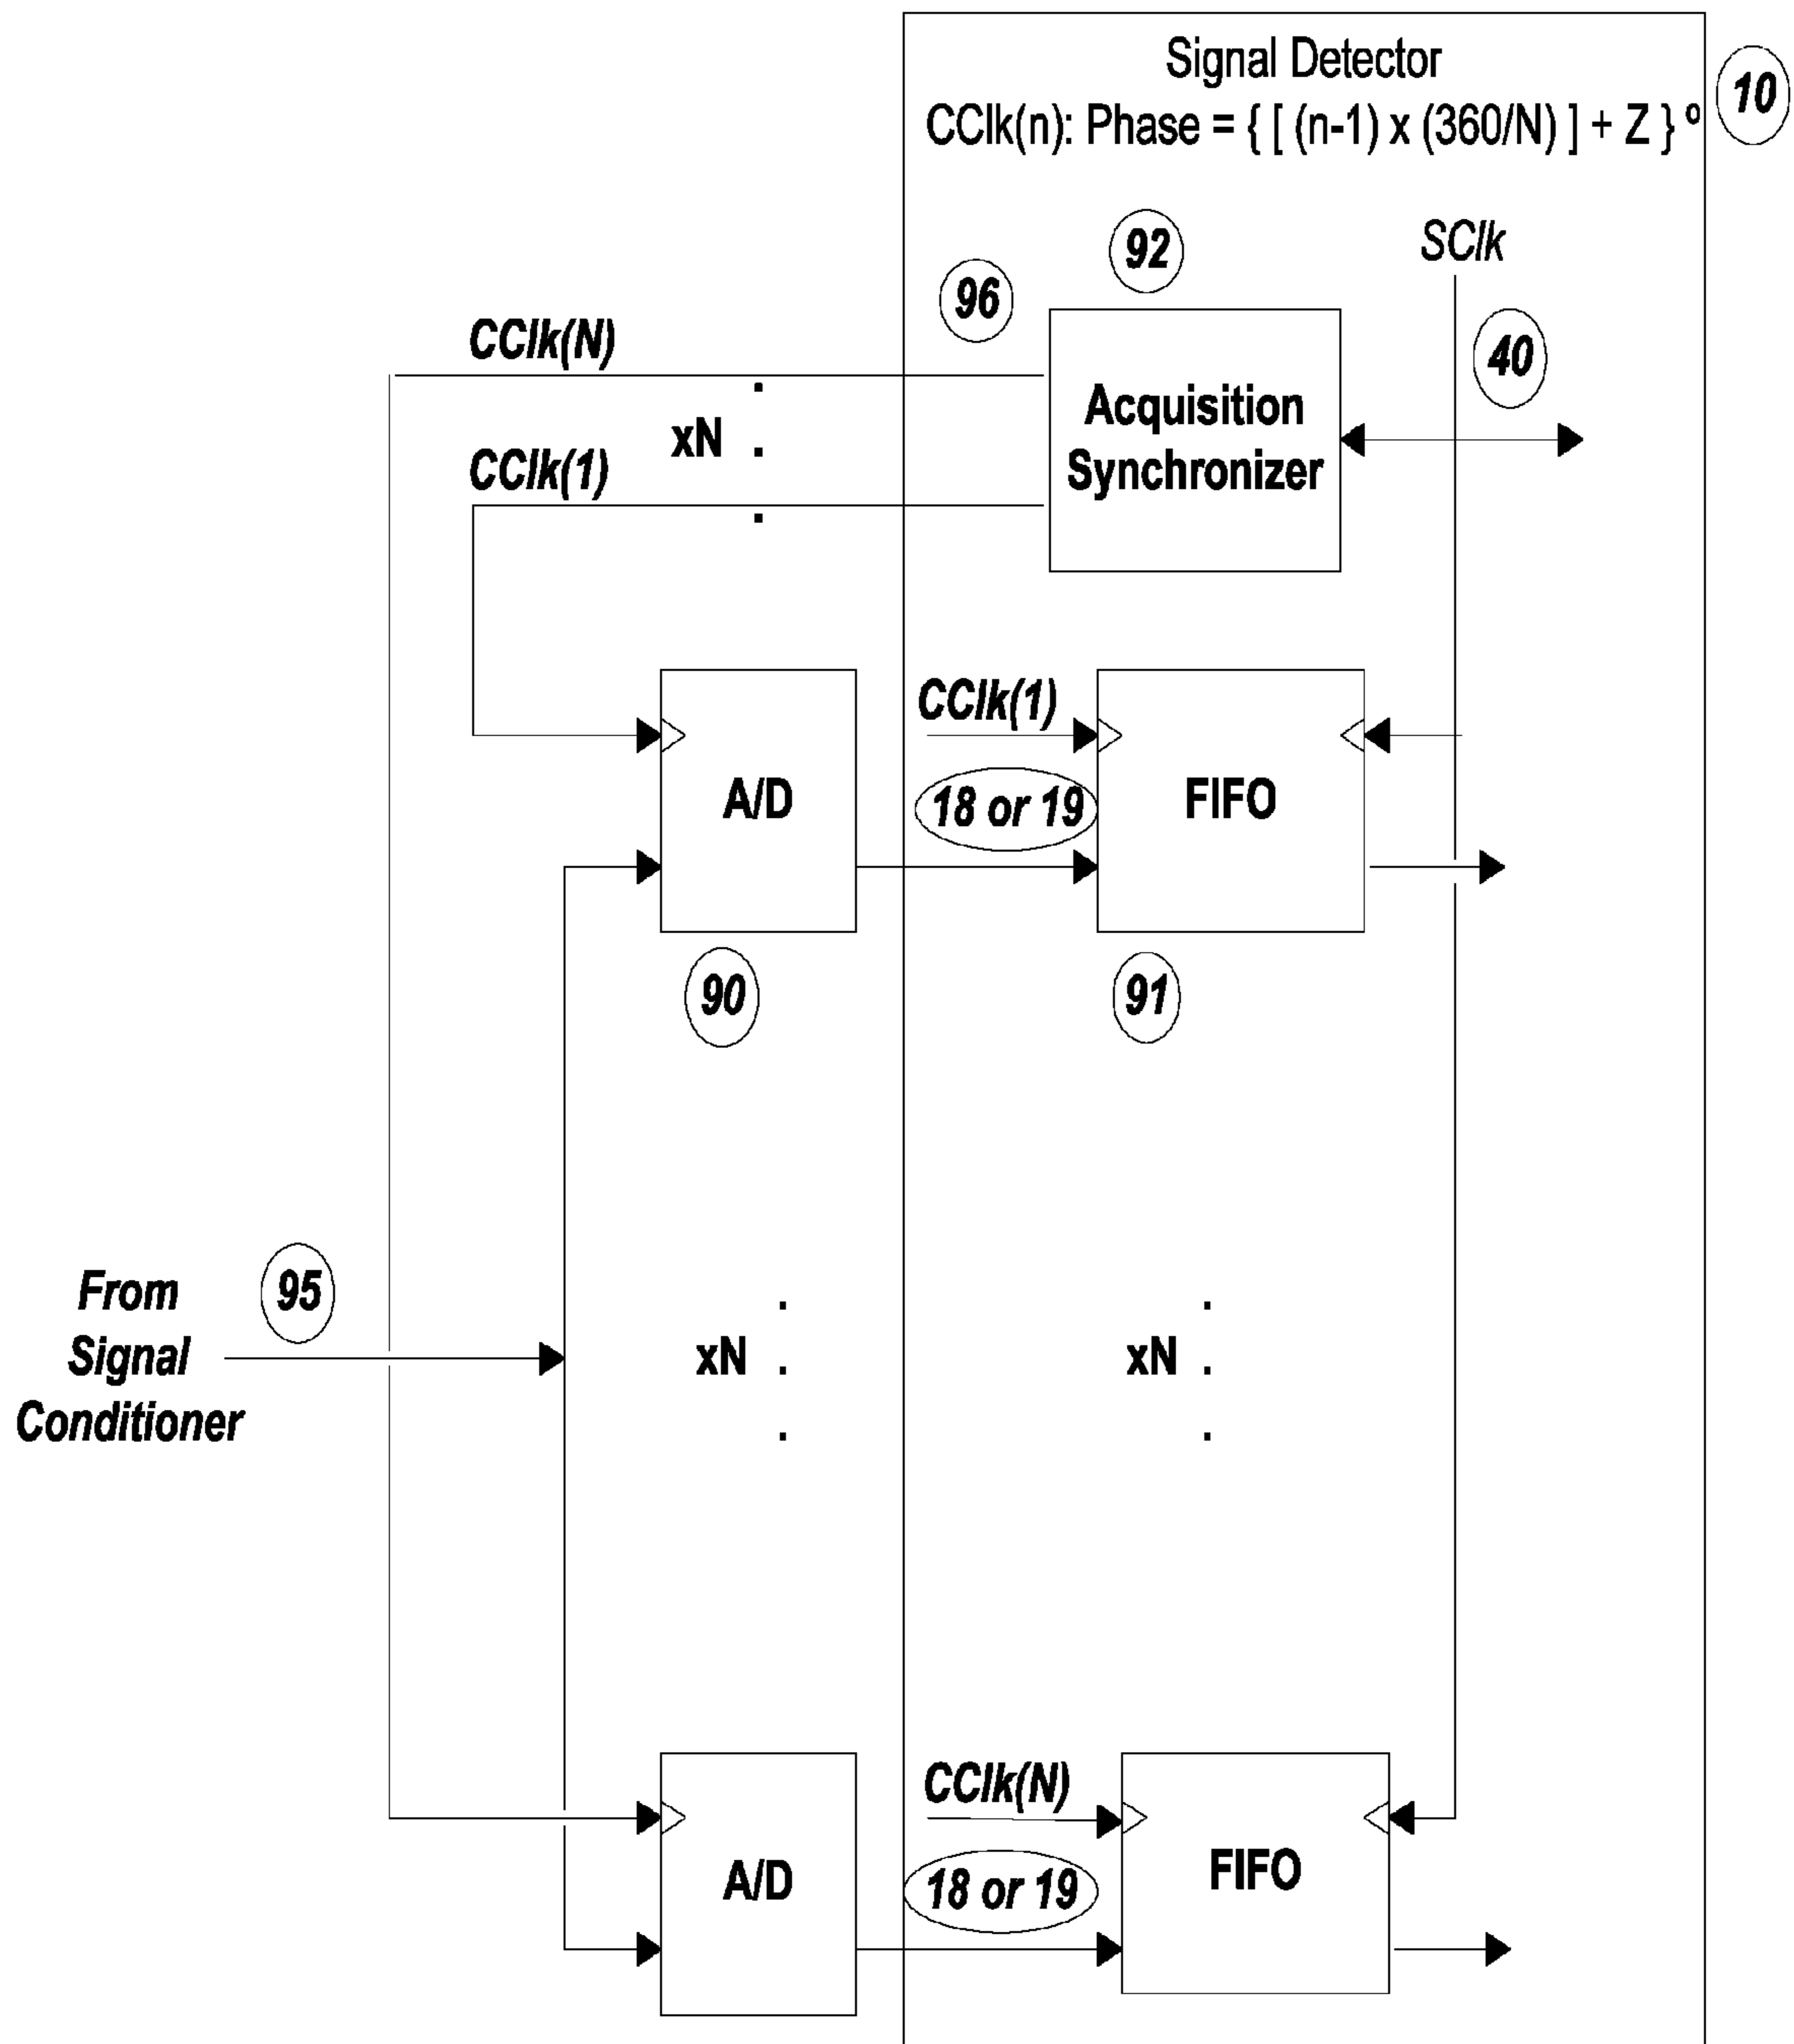 Signal Detector
CClk(n): Phase = { [ (n-1) x (360/N) ] + Z } º
10
92
SClk
96
40
CClk(N)
Acquisition
Synchronizer
xN
CClk(1)
CClk(1)
A/D
18 or 19
FIFO
90
91
From
Signal
Conditioner
95
xN
xN
CClk(N)
A/D
18 or 19
FIFO